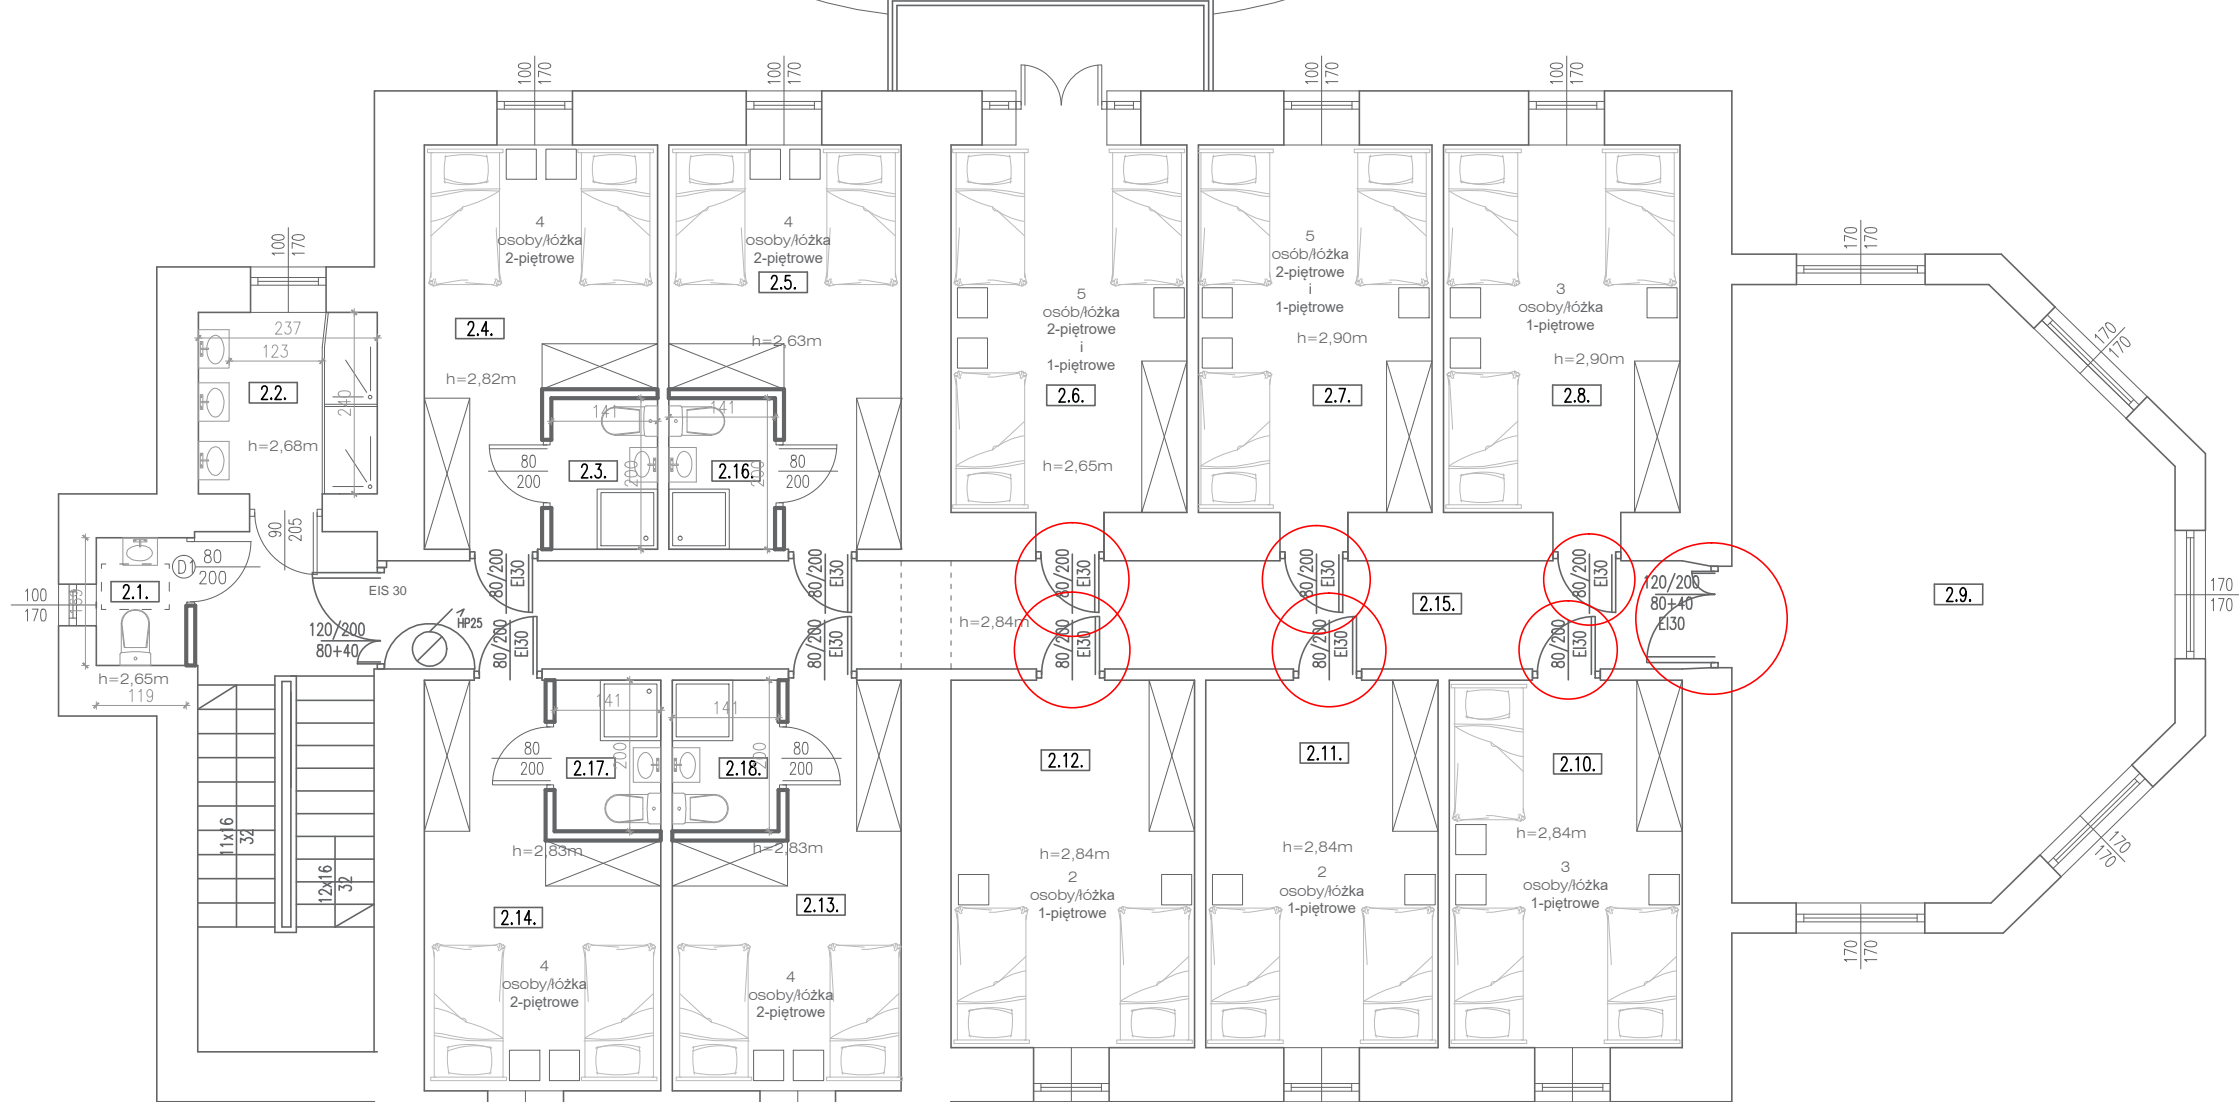 100
170
100
170
100
170
100
170
4
osoby/łóżka
2-piętrowe
4
osoby/łóżka
2-piętrowe
2.5.
5
osób/łóżka
2-piętrowe
i
1-piętrowe
5
osób/łóżka
2-piętrowe
i
1-piętrowe
3
osoby/łóżka
1-piętrowe
100
170
170
170
237
123
240
2.4.
h=2,63m
h=2,90m
h=2,90m
170
170
h=2,82m
2.2.
2.6.
2.7.
2.8.
h=2,68m
141
141
80
200
2.3.
200
2.16.
200
80
200
h=2,65m
90
205
D1
80
200
2.1.
100
170
EIS 30
HP25
120/200
80+40
80/200
EI30
80/200
EI30
80/200
EI30
80/200
EI30
80/200
EI30
120/200
80+40
EI30
2.15.
2.9.
170
170
h=2,84m
80/200
EI30
80/200
EI30
80/200
EI30
80/200
EI30
80/200
EI30
h=2,65m
119
141
141
80
200
2.17.
200
2.18.
200
80
200
2.12.
2.11.
2.10.
11x16
32
12x16
32
h=2,83m
h=2,83m
h=2,84m
2
osoby/łóżka
1-piętrowe
h=2,84m
2
osoby/łóżka
1-piętrowe
h=2,84m
3
osoby/łóżka
1-piętrowe
170
170
2.14.
2.13.
170
170
4
osoby/łóżka
2-piętrowe
4
osoby/łóżka
2-piętrowe